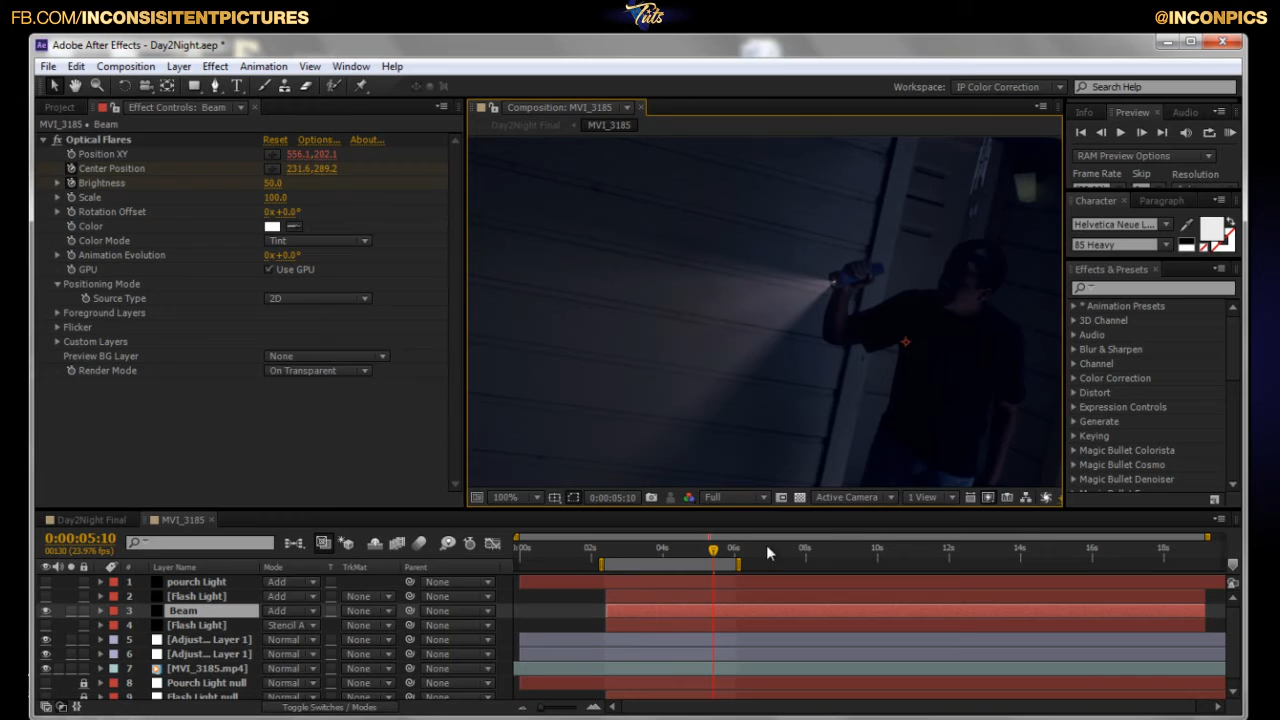 FB.COM/INCONSISITENTPICTURES
Tuts
@INCONPICS
Ae Adobe After Effects - Day2Night.aep *
File Edit Composition Layer Effect Animation View Window Help
Workspace: IP Color Correction
Search Help
Project Effect Controls: Beam
Composition: MVI_3185
Info Preview Audio
MVI_3185 • Beam
Day2Night Final MVI_3185
fx Optical Flares Reset Options... About...
Position XY 556.1,202.1
Center Position 231.6,289.2
Brightness 50.0
Scale 100.0
Rotation Offset 0x+0.0°
Color
Color Mode Tint
Animation Evolution 0x+0.0°
GPU Use GPU
Positioning Mode
Source Type 2D
Foreground Layers
Flicker
Custom Layers
Preview BG Layer None
Render Mode On Transparent
RAM Preview Options
Frame Rate Skip Resolution
Character Paragraph
Helvetica Neue L...
85 Heavy
Effects & Presets
* Animation Presets
3D Channel
Audio
Blur & Sharpen
Channel
Color Correction
Distort
Expression Controls
Generate
Keying
Magic Bullet Colorista
Magic Bullet Cosmo
Magic Bullet Denoiser
100% 0:00:05:10 Full Active Camera 1 View
Day2Night Final MVI_3185
0:00:05:10
00130 (23.976 fps)
:00s 02s 04s 06s 08s 10s 12s 14s 16s 18s
# Layer Name Mode T TrkMat Parent
1 pourch Light Add None
2 [Flash Light] Add None None
3 Beam Add None None
4 [Flash Light] Stencil A None None
5 [Adjust... Layer 1] Normal None None
6 [Adjust... Layer 1] Normal None None
7 [MVI_3185.mp4] Normal None None
8 Pourch Light null Normal None None
9 Flash Light null Normal None None
Toggle Switches / Modes